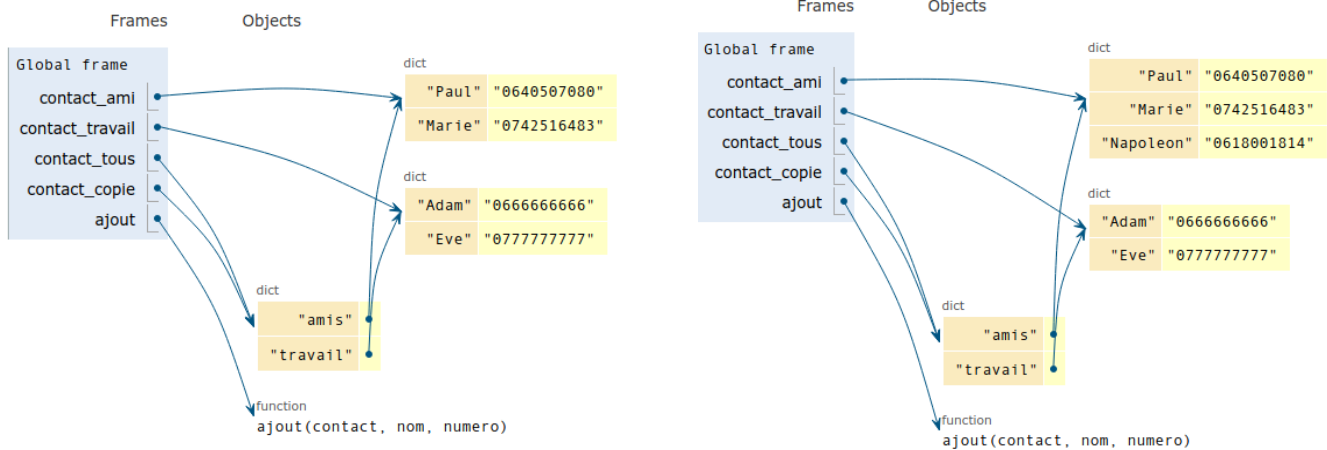 Frames Objects
Global frame
contact_ami
contact_travail
contact_tous
contact_copie
ajout
dict
"Paul" "0640507080"
"Marie" "0742516483"
dict
"Adam" "0666666666"
"Eve" "0777777777"
dict
"amis"
"travail"
function
ajout(contact, nom, numero)
Frames Objects
Global frame
contact_ami
contact_travail
contact_tous
contact_copie
ajout
dict
"Paul" "0640507080"
"Marie" "0742516483"
"Napoleon" "0618001814"
dict
"Adam" "0666666666"
"Eve" "0777777777"
dict
"amis"
"travail"
function
ajout(contact, nom, numero)